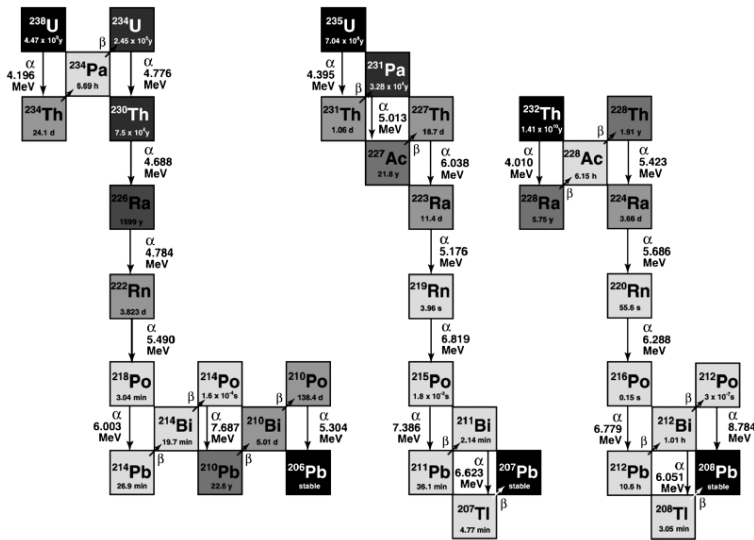 238U
4.47 x 10⁹y
234U
2.45 x 10⁵y
β
α
4.196
MeV
234Pa
6.69 h
α
4.776
MeV
β
234Th
24.1 d
230Th
7.5 x 10⁴y
α
4.688
MeV
226Ra
1599 y
α
4.784
MeV
222Rn
3.823 d
α
5.490
MeV
218Po
3.04 min
214Po
1.6 x 10⁻⁴s
210Po
138.4 d
β
β
α
6.003
MeV
214Bi
19.7 min
α
7.687
MeV
210Bi
5.01 d
α
5.304
MeV
β
β
214Pb
26.9 min
210Pb
22.6 y
206Pb
stable
235U
7.04 x 10⁸y
α
4.395
MeV
231Pa
3.28 x 10⁴y
β
231Th
1.06 d
α
5.013
MeV
227Th
18.7 d
β
227Ac
21.8 y
α
6.038
MeV
223Ra
11.4 d
α
5.176
MeV
219Rn
3.96 s
α
6.819
MeV
215Po
1.8 x 10⁻³s
α
7.386
MeV
211Bi
2.14 min
β
211Pb
36.1 min
α
6.623
MeV
207Pb
stable
β
207Tl
4.77 min
232Th
1.41 x 10¹⁰y
228Th
1.91 y
β
α
4.010
MeV
228Ac
6.15 h
α
5.423
MeV
β
228Ra
5.75 y
224Ra
3.66 d
α
5.686
MeV
220Rn
55.6 s
α
6.288
MeV
216Po
0.15 s
212Po
3 x 10⁻⁷s
β
α
6.779
MeV
212Bi
1.01 h
α
8.784
MeV
β
212Pb
10.6 h
α
6.051
MeV
208Pb
stable
β
208Tl
3.05 min